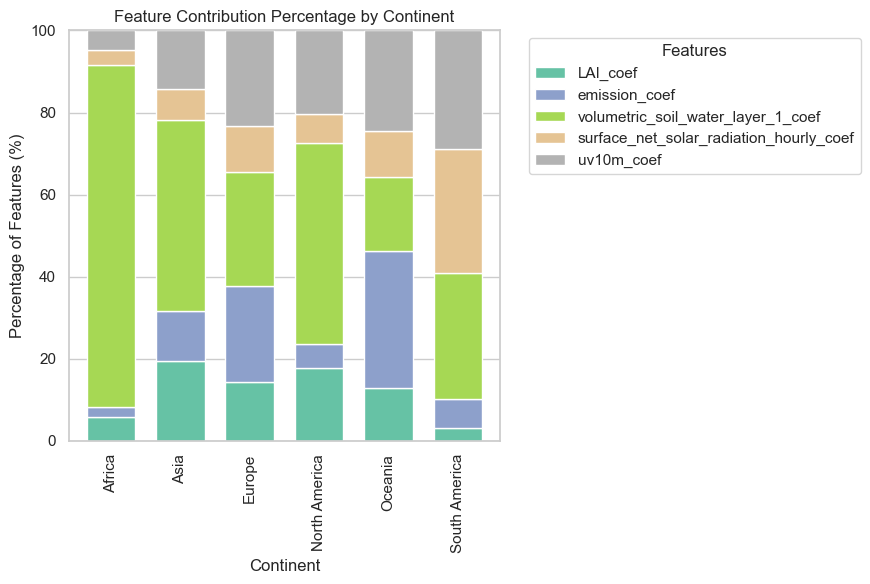 Feature Contribution Percentage by Continent
Percentage of Features (%)
100
80
60
40
20
0
Africa
Asia
Europe
North America
Oceania
South America
Continent
Features
LAI_coef
emission_coef
volumetric_soil_water_layer_1_coef
surface_net_solar_radiation_hourly_coef
uv10m_coef